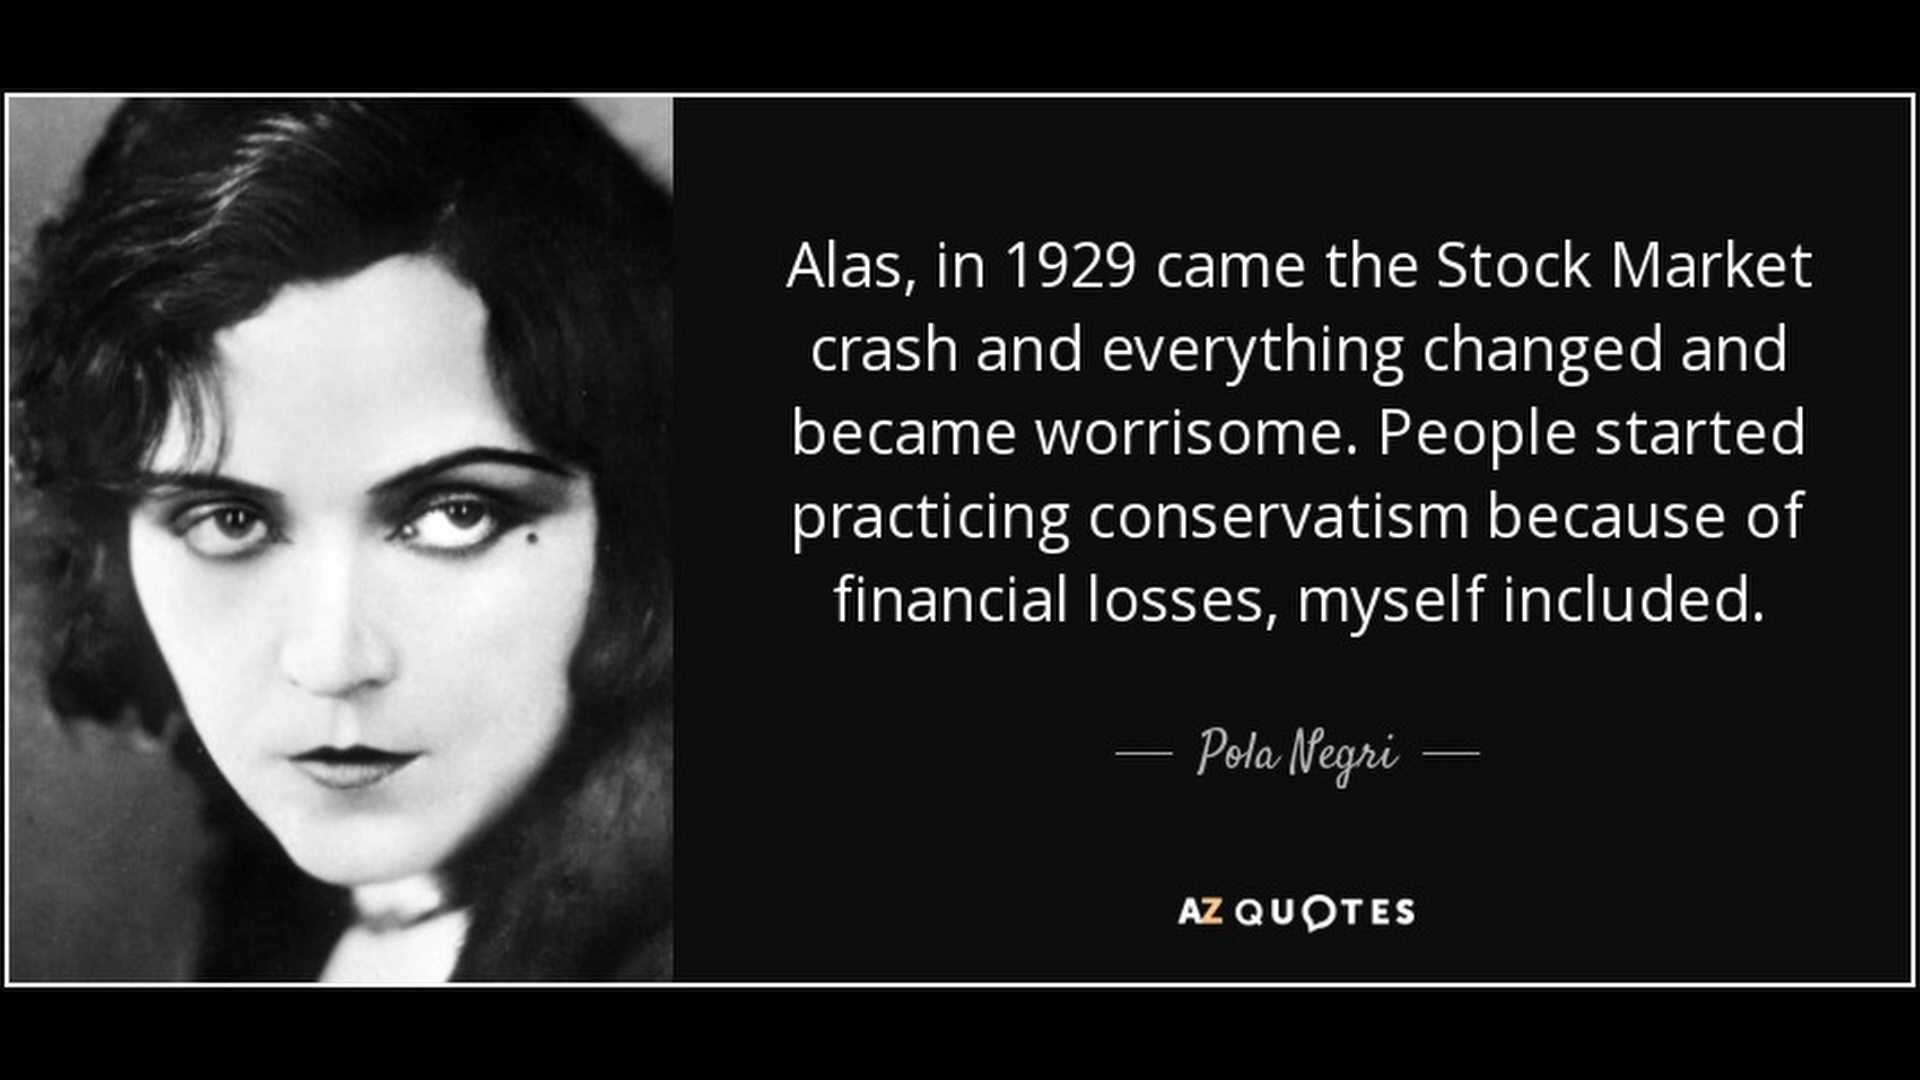 Alas, in 1929 came the Stock Market
crash and everything changed and
became worrisome. People started
practicing conservatism because of
financial losses, myself included.
Pola Negri
AZ QUOTES